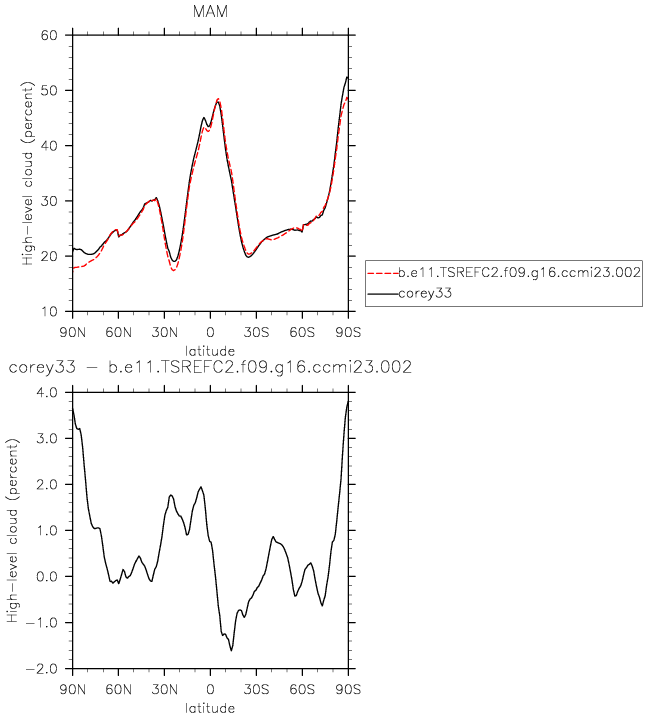 MAM
60
50
40
30
20
10
High-level cloud (percent)
90N 60N 30N 0 30S 60S 90S
latitude
b.e11.TSREFC2.f09.g16.ccmi23.002
corey33
corey33 - b.e11.TSREFC2.f09.g16.ccmi23.002
4.0
3.0
2.0
1.0
0.0
-1.0
-2.0
High-level cloud (percent)
90N 60N 30N 0 30S 60S 90S
latitude